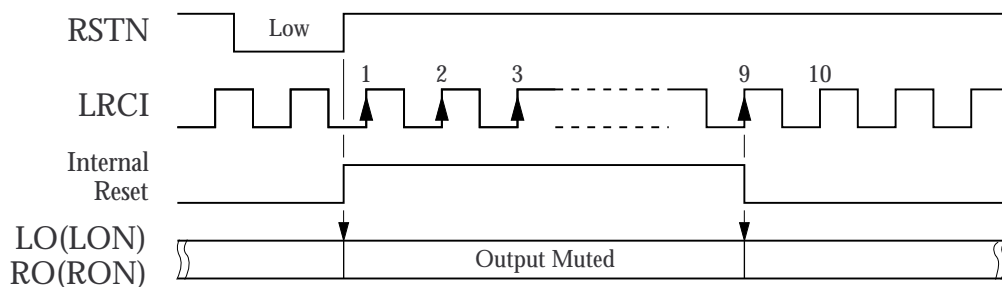 RSTN
Low
1 2 3 9 10
LRCI
Internal
Reset
LO(LON)
RO(RON)
Output Muted